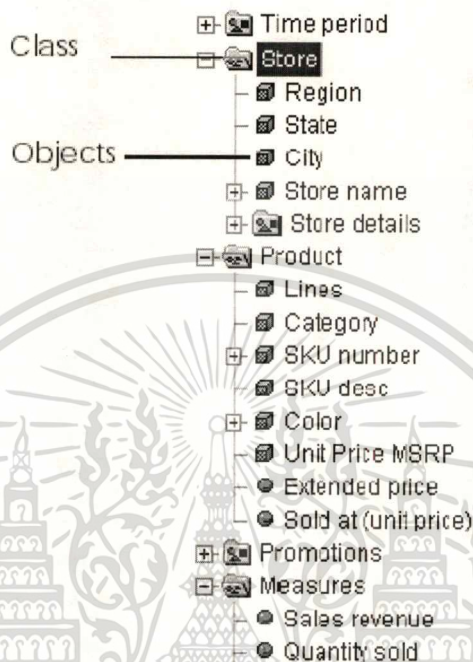 Time period
Class
Store
Region
State
Objects
City
Store name
Store details
Product
Lines
Category
SKU number
SKU desc
Color
Unit Price MSRP
Extended price
Sold at (unit price)
Promotions
Measures
Sales revenue
Quantity sold